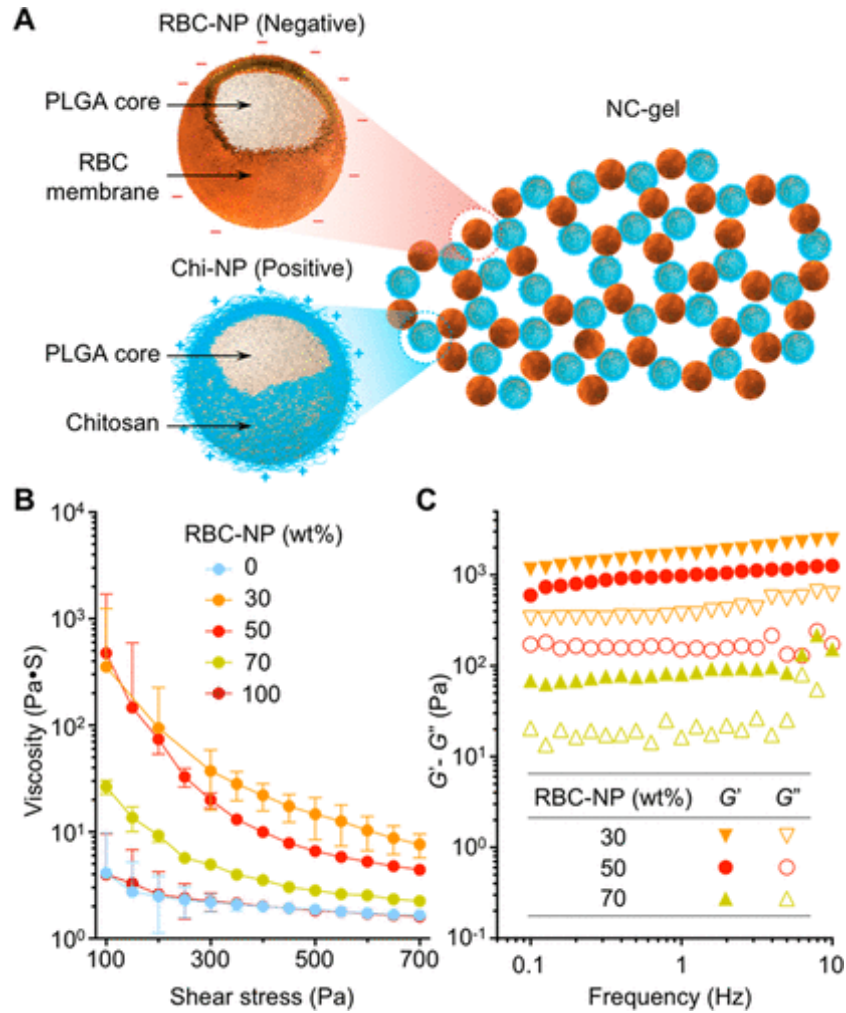 A
RBC-NP (Negative)
PLGA core
RBC
membrane
Chi-NP (Positive)
PLGA core
Chitosan
NC-gel
B
RBC-NP (wt%)
0
30
50
70
100
10⁴
10³
10²
10¹
10⁰
Viscosity (Pa•S)
100
300
500
700
Shear stress (Pa)
C
10³
10²
10¹
10⁰
10⁻¹
G'- G" (Pa)
RBC-NP (wt%) G' G"
30
50
70
0.1
1
10
Frequency (Hz)